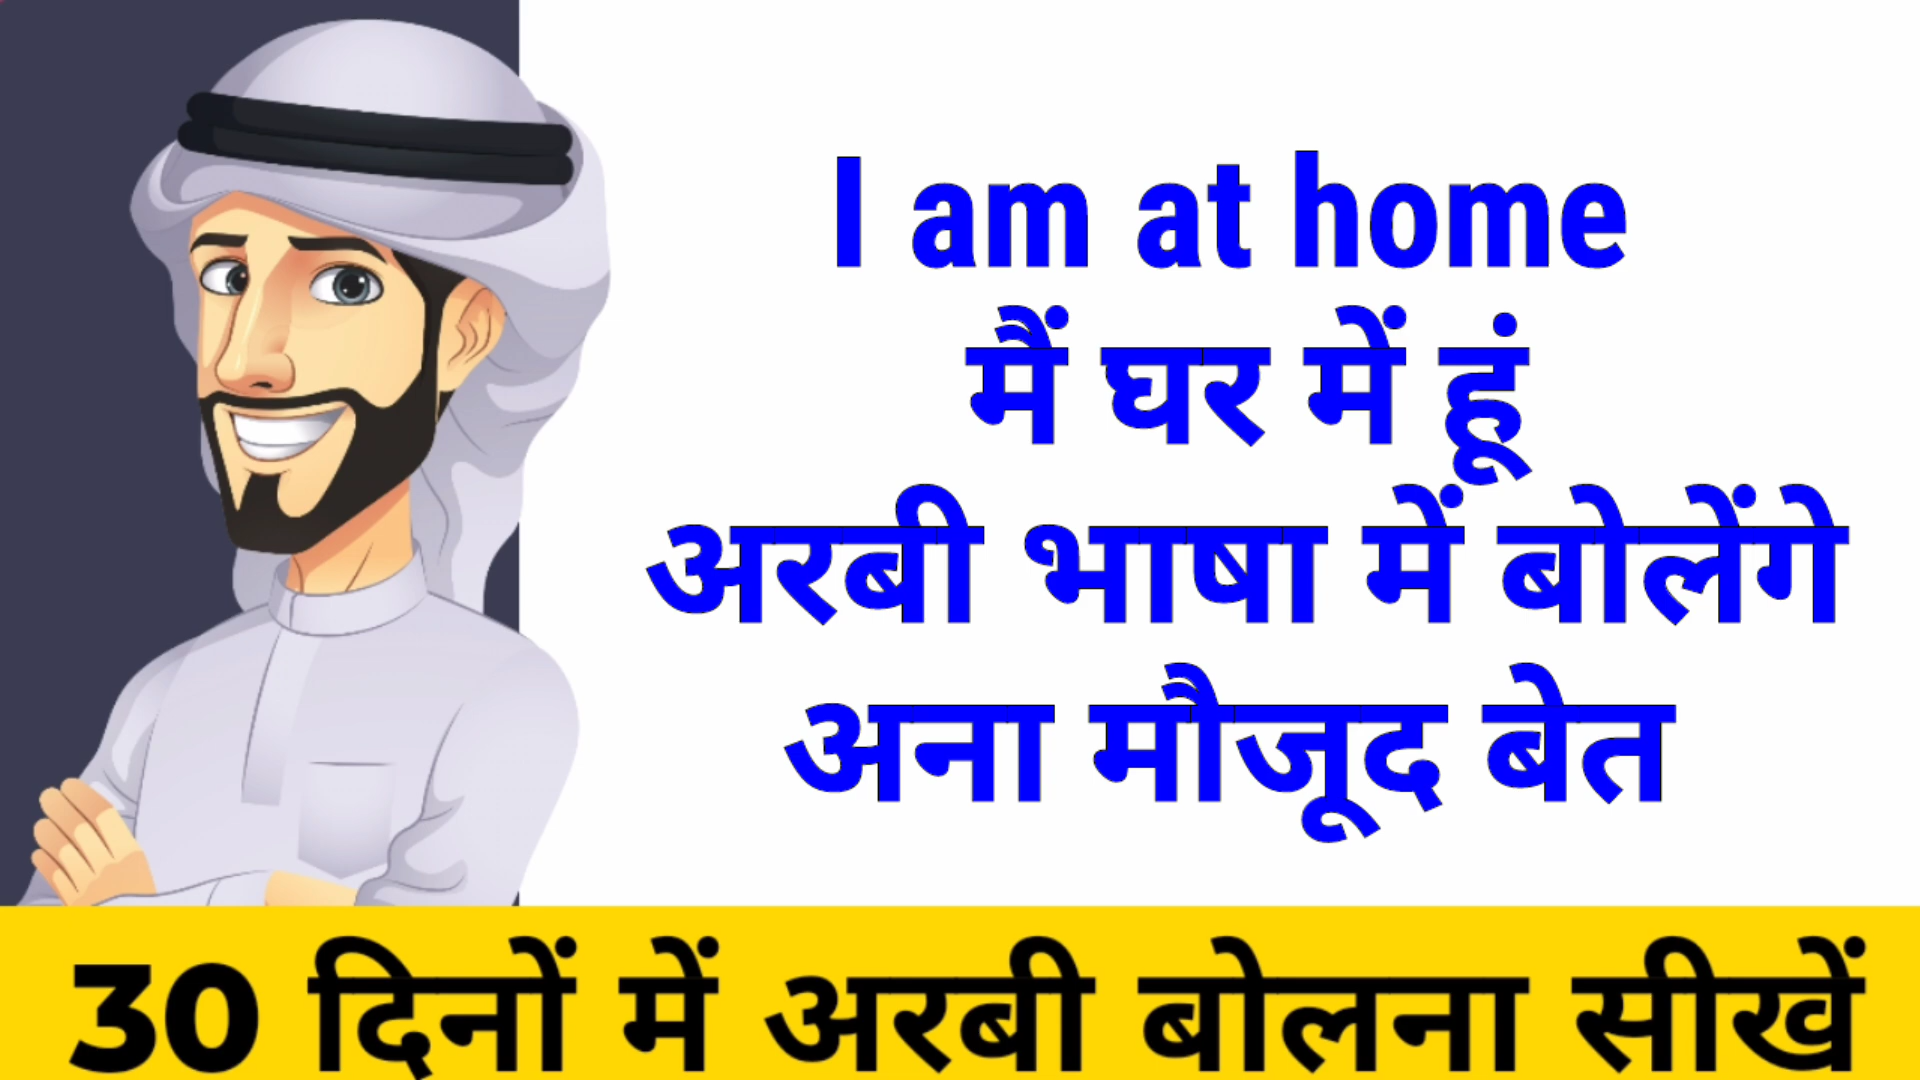 I am at home
मैं घर में हूं
अरबी भाषा में बोलेंगे
अना मौजूद बेत
30 दिनों में अरबी बोलना सीखें